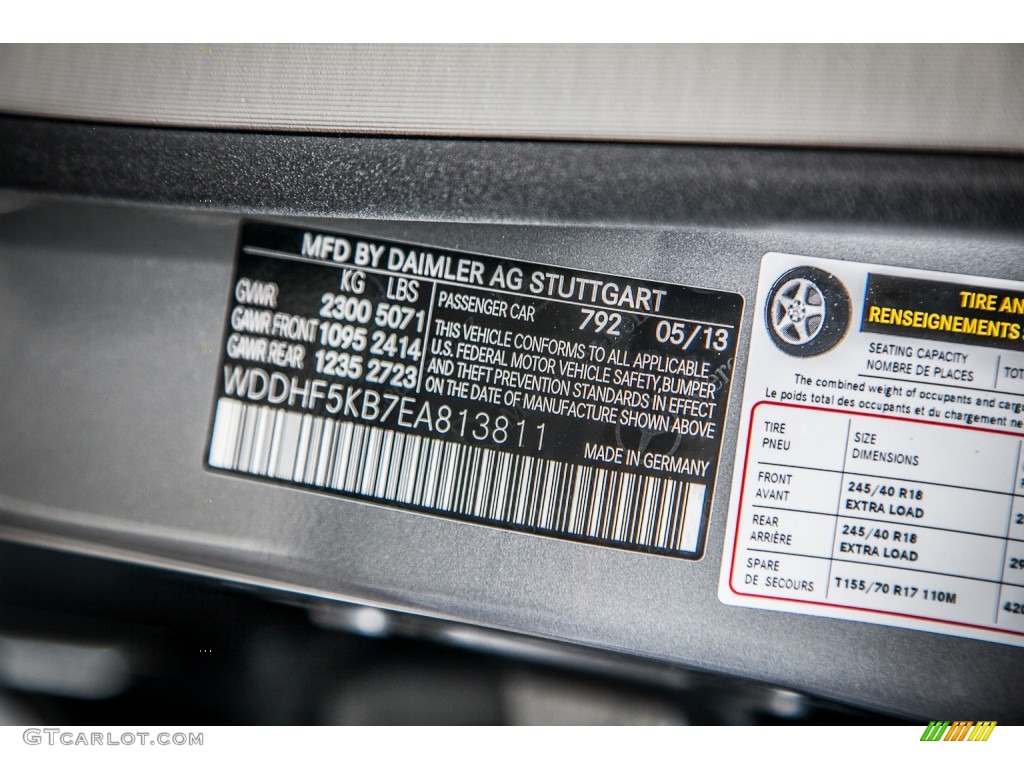 MFD BY DAIMLER AG STUTTGART
KG LBS
GVWR 2300 5071
GAWR FRONT 1095 2414
GAWR REAR 1235 2723
PASSENGER CAR 792 05/13
THIS VEHICLE CONFORMS TO ALL APPLICABLE
U.S. FEDERAL MOTOR VEHICLE SAFETY, BUMPER
AND THEFT PREVENTION STANDARDS IN EFFECT
ON THE DATE OF MANUFACTURE SHOWN ABOVE
WDDHF5KB7EA813811
MADE IN GERMANY
TIRE AN
RENSEIGNEMENTS
SEATING CAPACITY
NOMBRE DE PLACES
TOT
The combined weight of occupants and carg
Le poids total des occupants et du chargement ne
TIRE
PNEU
SIZE
DIMENSIONS
FRONT
AVANT
245/40 R18
EXTRA LOAD
REAR
ARRIÈRE
245/40 R18
EXTRA LOAD
29
SPARE
DE SECOURS
T155/70 R17 110M
420
GTCARLOT.COM